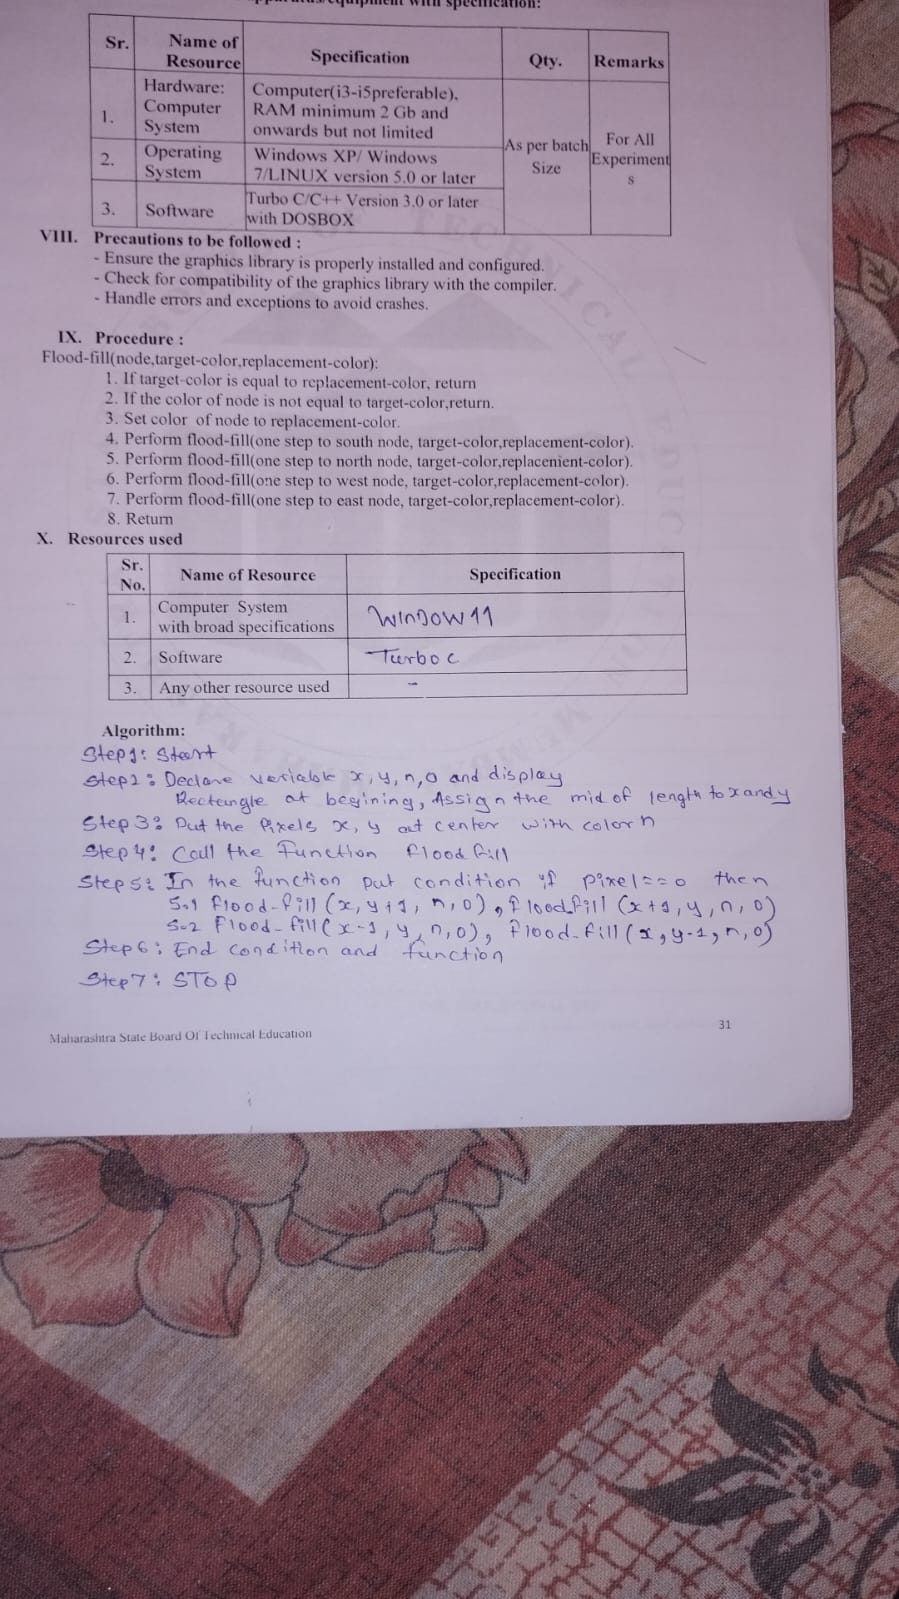 with specification:
Sr.
Name of Resource
Specification
Qty.
Remarks
1.
Hardware: Computer System
Computer(i3-i5preferable), RAM minimum 2 Gb and onwards but not limited
As per batch Size
For All Experiments
2.
Operating System
Windows XP/ Windows 7/LINUX version 5.0 or later
3.
Software
Turbo C/C++ Version 3.0 or later with DOSBOX
VIII. Precautions to be followed :
- Ensure the graphics library is properly installed and configured.
- Check for compatibility of the graphics library with the compiler.
- Handle errors and exceptions to avoid crashes.
IX. Procedure :
Flood-fill(node,target-color,replacement-color):
1. If target-color is equal to replacement-color, return
2. If the color of node is not equal to target-color,return.
3. Set color of node to replacement-color.
4. Perform flood-fill(one step to south node, target-color,replacement-color).
5. Perform flood-fill(one step to north node, target-color,replacenient-color).
6. Perform flood-fill(one step to west node, target-color,replacement-color).
7. Perform flood-fill(one step to east node, target-color,replacement-color).
8. Return
X. Resources used
Sr. No.
Name of Resource
Specification
1.
Computer System with broad specifications
WINDOW 11
2.
Software
Turbo c
3.
Any other resource used
-
Algorithm:
Step1: Start
Step2: Declare variable x, y, n, o and display
Rectangle at begining, Assign the mid of length to x and y
Step 3: Put the Pixels x, y at center with color n
Step 4: Call the Function flood fill
Step 5: In the function put condition if pixel==o then
5.1 flood-fill (x, y+1, n, o), flood_fill (x+1, y, n, o)
5.2 Flood-fill (x-1, y, n, o), flood-fill (x, y-1, n, o)
Step 6: End condition and function
Step 7: STOP
31
Maharashtra State Board Of Technical Education